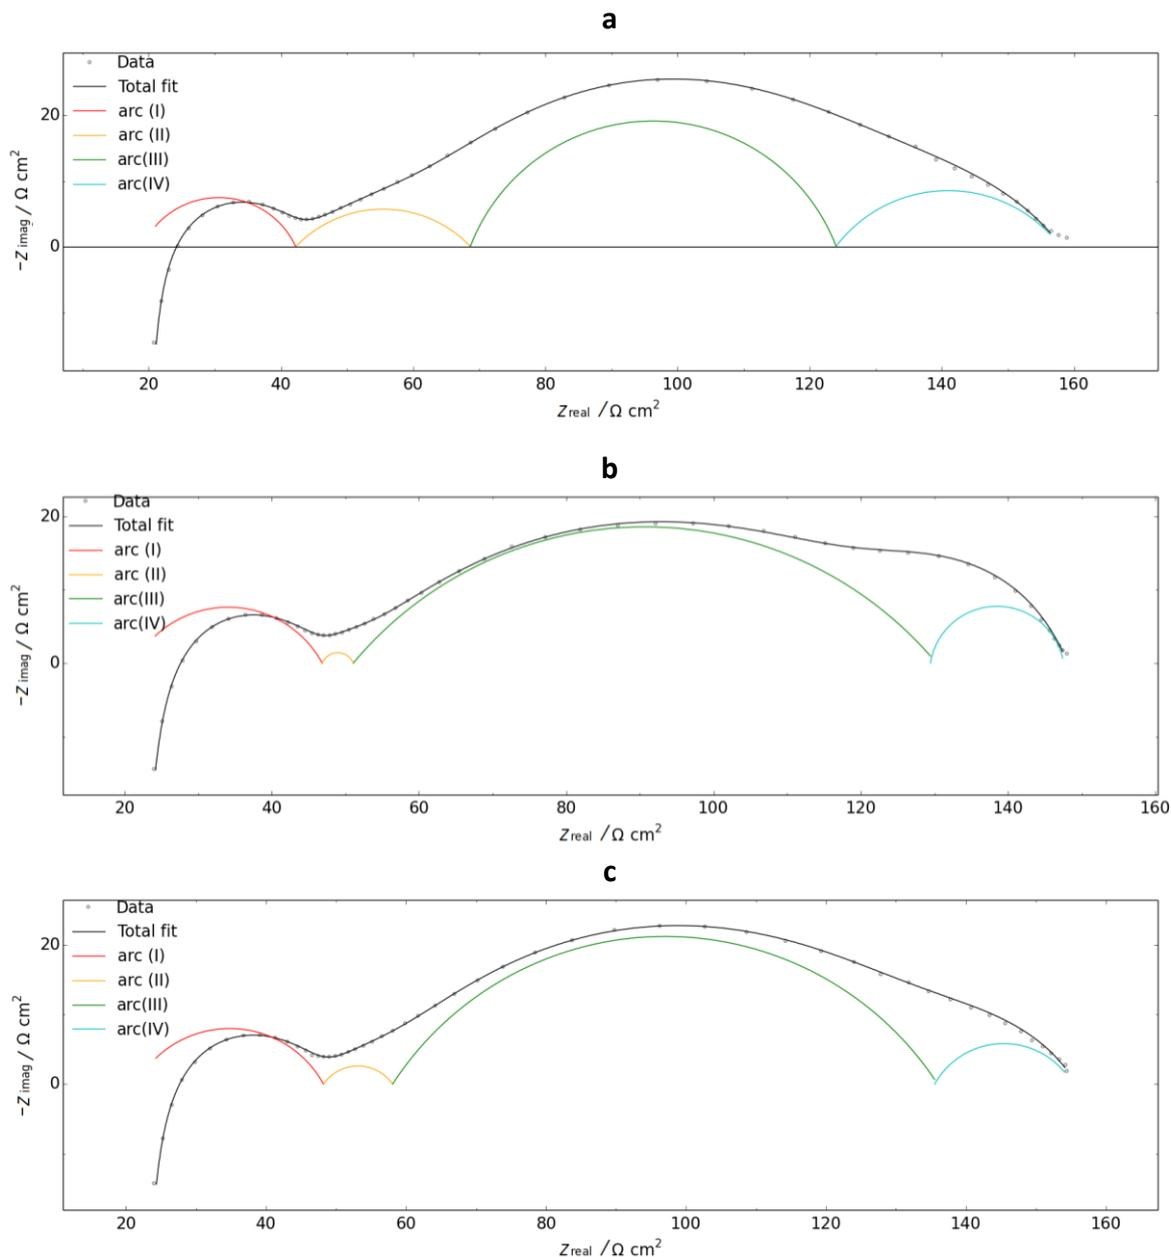 a
Data
Total fit
arc (I)
arc (II)
arc(III)
arc(IV)
20
0
−Z imag / Ω cm²
20 40 60 80 100 120 140 160
Z real / Ω cm²
b
Data
Total fit
arc (I)
arc (II)
arc(III)
arc(IV)
20
0
−Z imag / Ω cm²
20 40 60 80 100 120 140 160
Z real / Ω cm²
c
Data
Total fit
arc (I)
arc (II)
arc(III)
arc(IV)
20
0
−Z imag / Ω cm²
20 40 60 80 100 120 140 160
Z real / Ω cm²